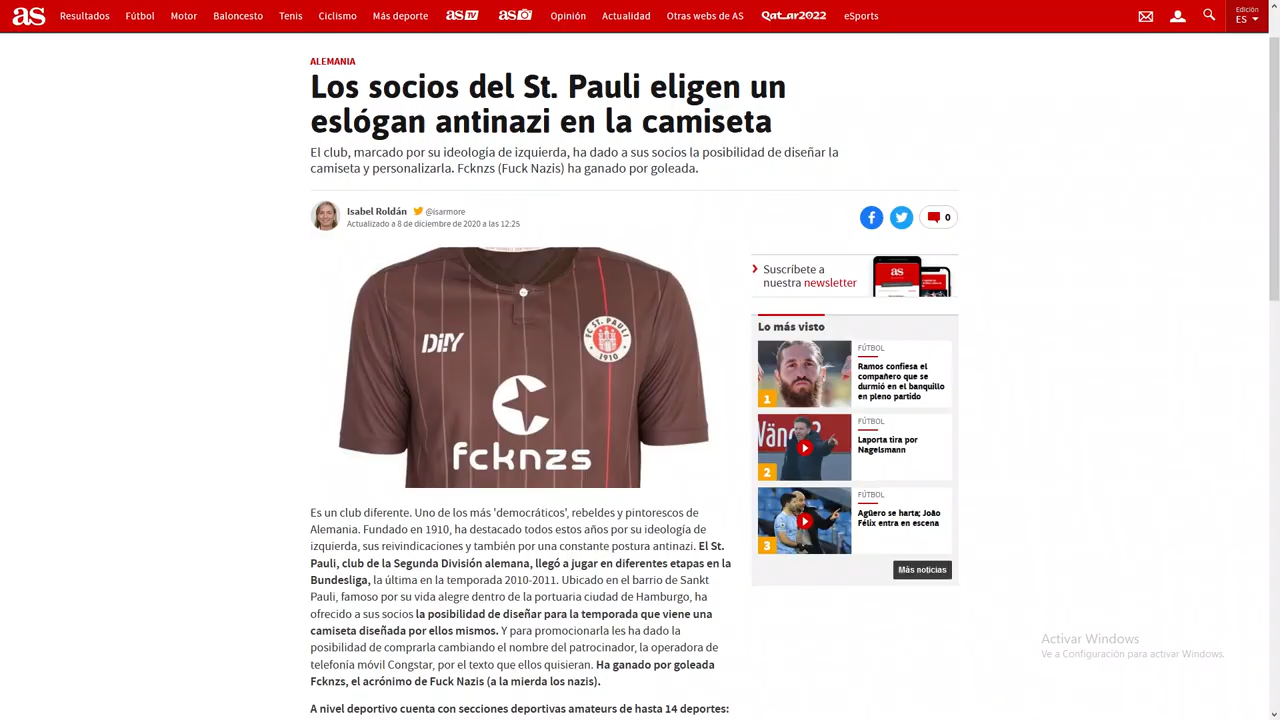 as Resultados Fútbol Motor Baloncesto Tenis Ciclismo Más deporte as TV as Opinión Actualidad Otras webs de AS Qatar2022 eSports Edición
ES
ALEMANIA
Los socios del St. Pauli eligen un
eslógan antinazi en la camiseta
El club, marcado por su ideología de izquierda, ha dado a sus socios la posibilidad de diseñar la
camiseta y personalizarla. Fcknzs (Fuck Nazis) ha ganado por goleada.
Isabel Roldán @isarmore
Actualizado a 8 de diciembre de 2020 a las 12:25
0
DIIY
FC ST. PAULI
1910
fcknzs
Es un club diferente. Uno de los más 'democráticos', rebeldes y pintorescos de
Alemania. Fundado en 1910, ha destacado todos estos años por su ideología de
izquierda, sus reivindicaciones y también por una constante postura antinazi. El St.
Pauli, club de la Segunda División alemana, llegó a jugar en diferentes etapas en la
Bundesliga, la última en la temporada 2010-2011. Ubicado en el barrio de Sankt
Pauli, famoso por su vida alegre dentro de la portuaria ciudad de Hamburgo, ha
ofrecido a sus socios la posibilidad de diseñar para la temporada que viene una
camiseta diseñada por ellos mismos. Y para promocionarla les ha dado la
posibilidad de comprarla cambiando el nombre del patrocinador, la operadora de
telefonía móvil Congstar, por el texto que ellos quisieran. Ha ganado por goleada
Fcknzs, el acrónimo de Fuck Nazis (a la mierda los nazis).
A nivel deportivo cuenta con secciones deportivas amateurs de hasta 14 deportes:
Suscríbete a
nuestra newsletter
as
Lo más visto
1
FÚTBOL
Ramos confiesa el
compañero que se
durmió en el banquillo
en pleno partido
Vän
2
FÚTBOL
Laporta tira por
Nagelsmann
3
FÚTBOL
Agüero se harta; João
Félix entra en escena
Más noticias
Activar Windows
Ve a Configuración para activar Windows.